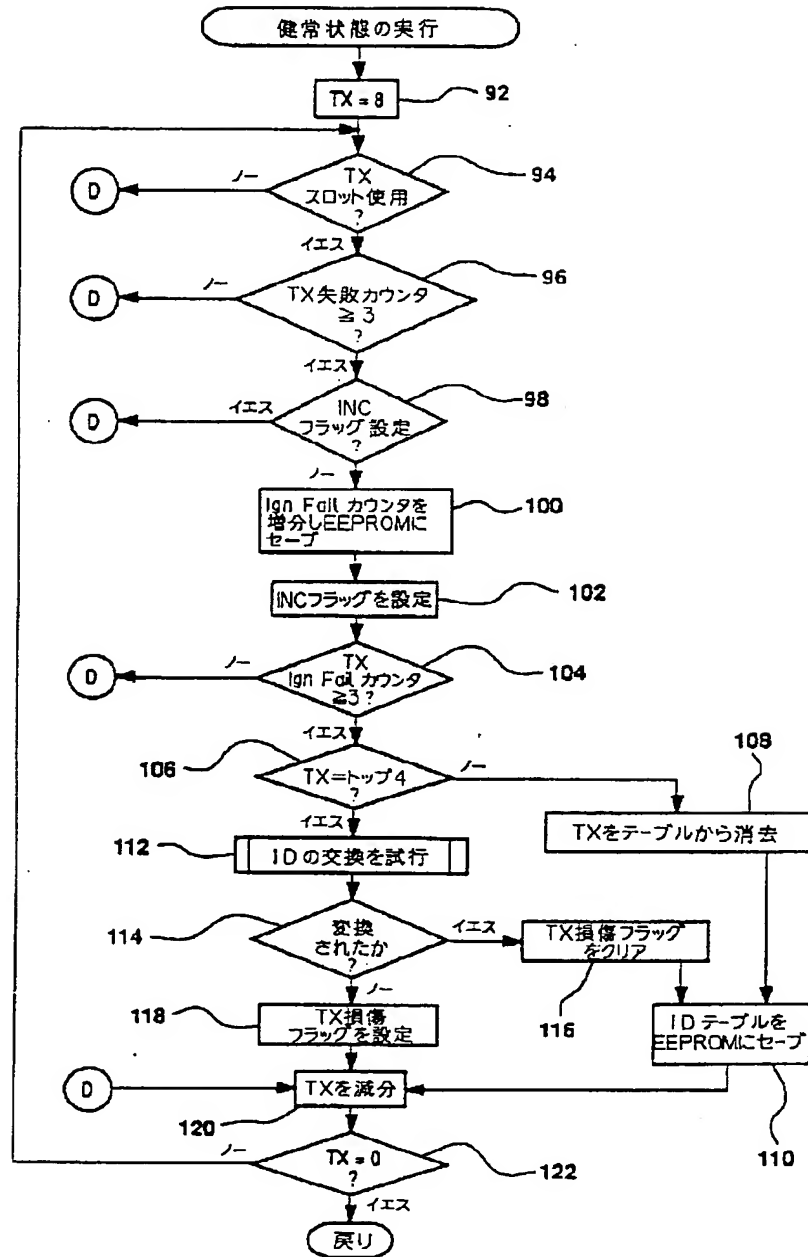 健常状態の実行
TX = 8
92
TX
スロット使用
?
94
ノー
D
イエス
TX失敗カウンタ
≧ 3
?
96
ノー
D
イエス
INC
フラッグ設定
?
98
イエス
D
ノー
Ign Fail カウンタを
増分しEEPROMに
セーブ
100
INCフラッグを設定
102
TX
Ign Fail カウンタ
≧3?
104
ノー
D
イエス
106
TX=トップ4
?
ノー
108
TXをテーブルから消去
イエス
112
IDの交換を試行
114
変換
されたか
?
イエス
TX損傷フラッグ
をクリア
116
ノー
118
TX損傷
フラッグを設定
IDテーブルを
EEPROMにセーブ
110
D
TXを減分
120
TX = 0
?
122
ノー
イエス
戻り